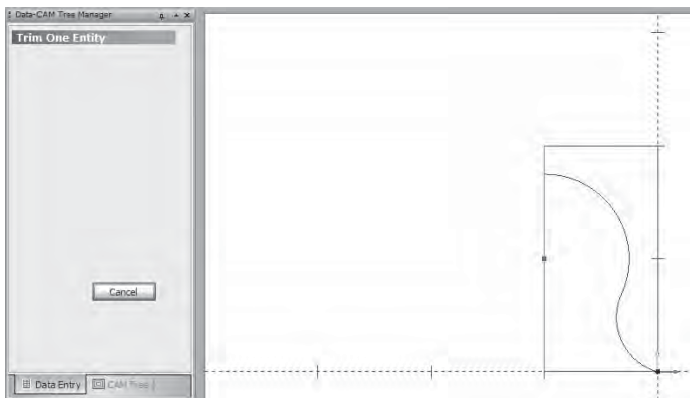 Data-CAM Tree Manager
Trim One Entity
Cancel
Data Entry
CAM Tree